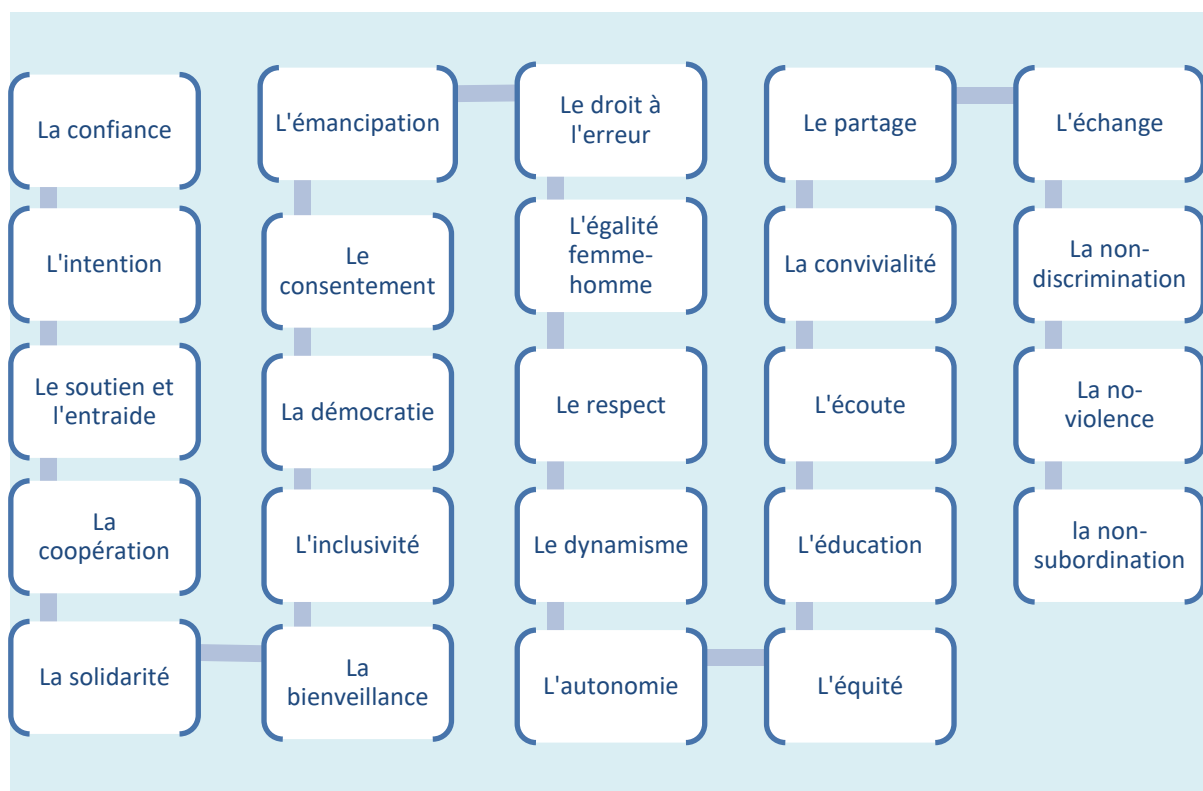 La confiance
L'intention
Le soutien et
l'entraide
La
coopération
La solidarité
La
bienveillance
L'inclusivité
La démocratie
Le
consentement
L'émancipation
Le droit à
l'erreur
L'égalité
femme-
homme
Le respect
Le dynamisme
L'autonomie
L'équité
L'éducation
L'écoute
La convivialité
Le partage
L'échange
La non-
discrimination
La no-
violence
la non-
subordination